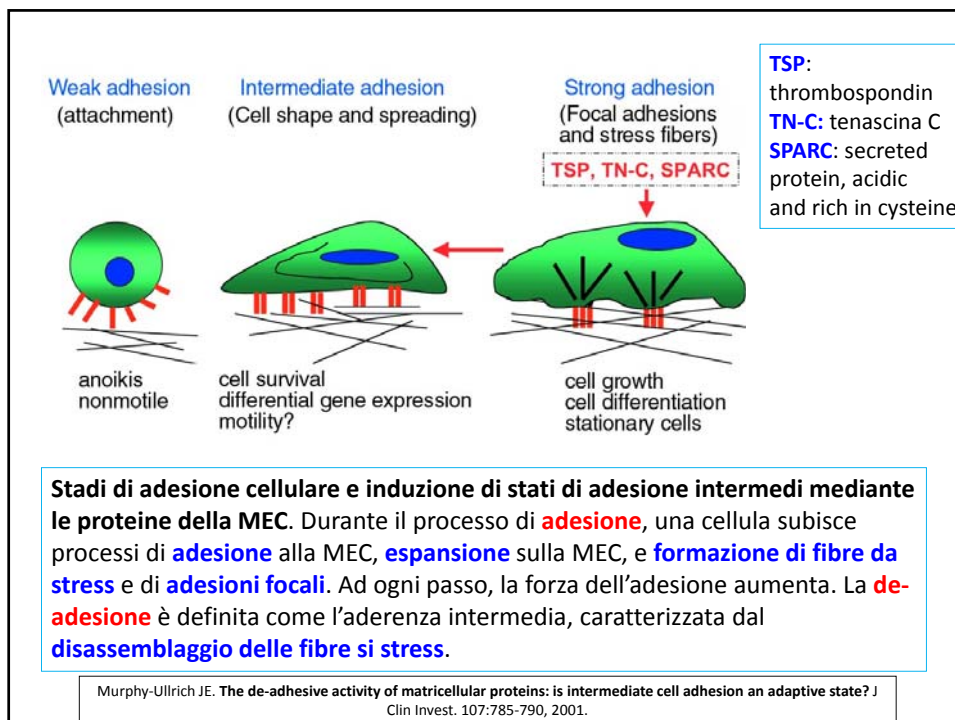 Weak adhesion
(attachment)
Intermediate adhesion
(Cell shape and spreading)
Strong adhesion
(Focal adhesions
and stress fibers)
TSP, TN-C, SPARC
TSP:
thrombospondin
TN-C: tenascina C
SPARC: secreted
protein, acidic
and rich in cysteine
anoikis
nonmotile
cell survival
differential gene expression
motility?
cell growth
cell differentiation
stationary cells
Stadi di adesione cellulare e induzione di stati di adesione intermedi mediante
le proteine della MEC. Durante il processo di adesione, una cellula subisce
processi di adesione alla MEC, espansione sulla MEC, e formazione di fibre da
stress e di adesioni focali. Ad ogni passo, la forza dell'adesione aumenta. La de-
adesione è definita come l'aderenza intermedia, caratterizzata dal
disassemblaggio delle fibre si stress.
Murphy-Ullrich JE. The de-adhesive activity of matricellular proteins: is intermediate cell adhesion an adaptive state? J
Clin Invest. 107:785-790, 2001.